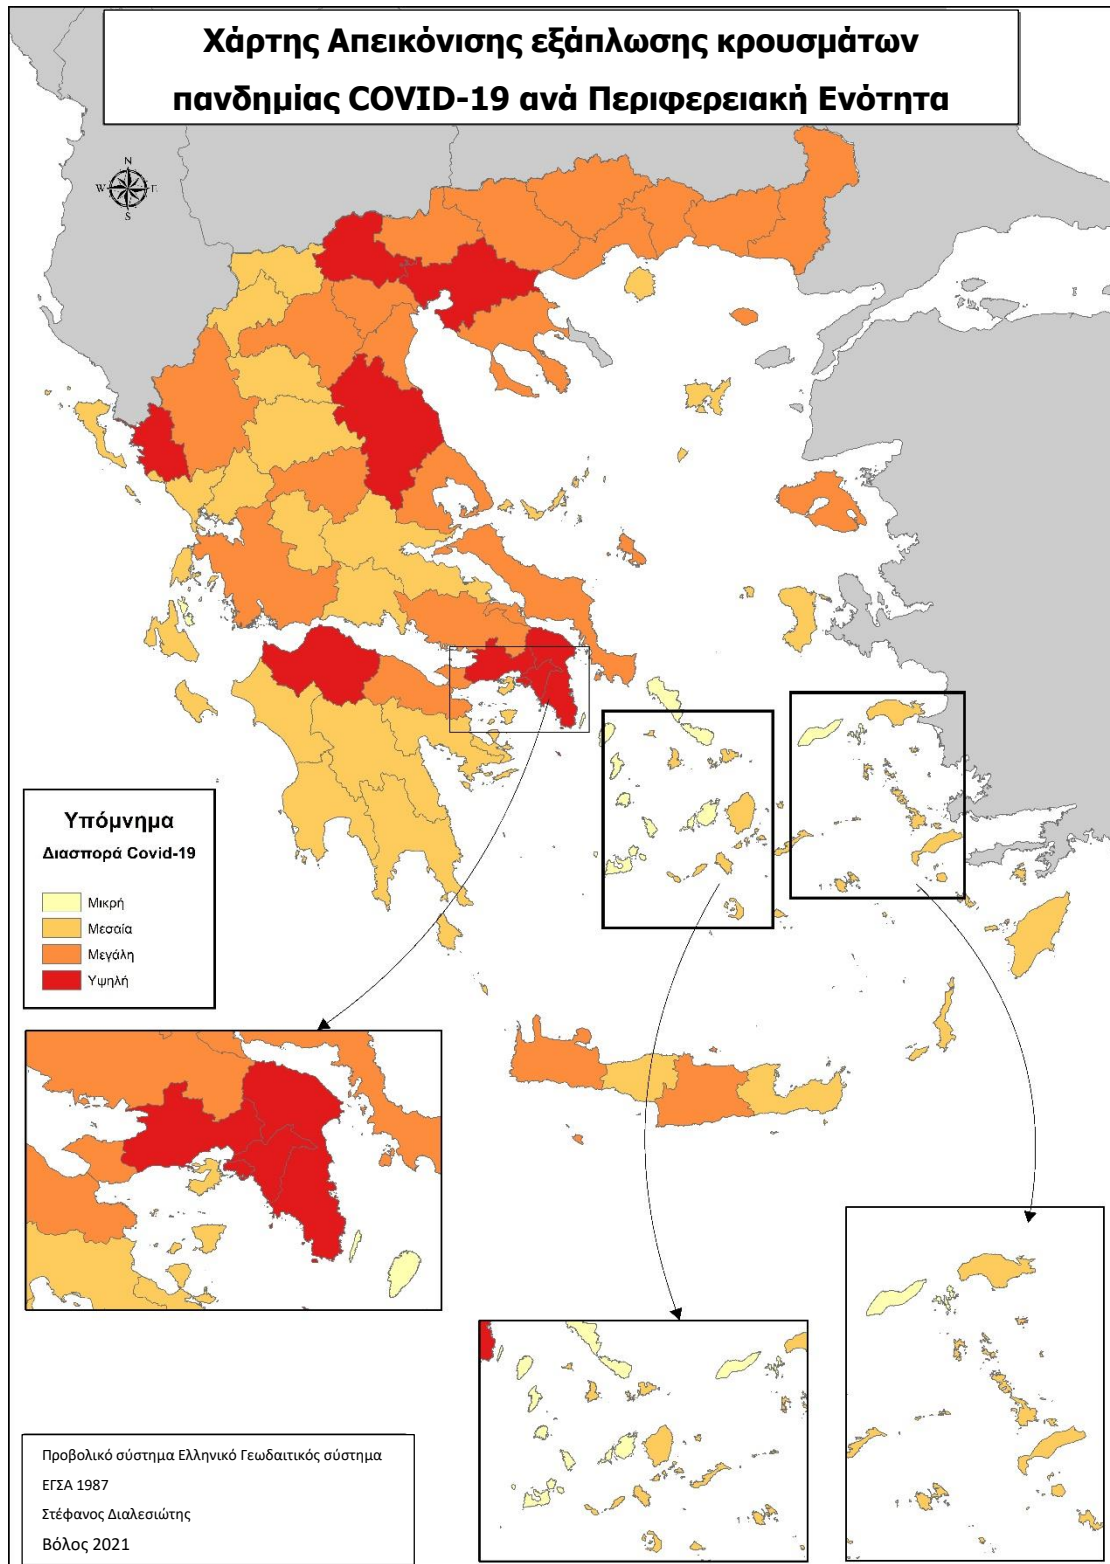 Χάρτης Απεικόνισης εξάπλωσης κρουσμάτων
πανδημίας COVID-19 ανά Περιφερειακή Ενότητα
N
W
E
S
Υπόμνημα
Διασπορά Covid-19
Μικρή
Μεσαία
Μεγάλη
Υψηλή
Προβολικό σύστημα Ελληνικό Γεωδαιτικός σύστημα
ΕΓΣΑ 1987
Στέφανος Διαλεσιώτης
Βόλος 2021